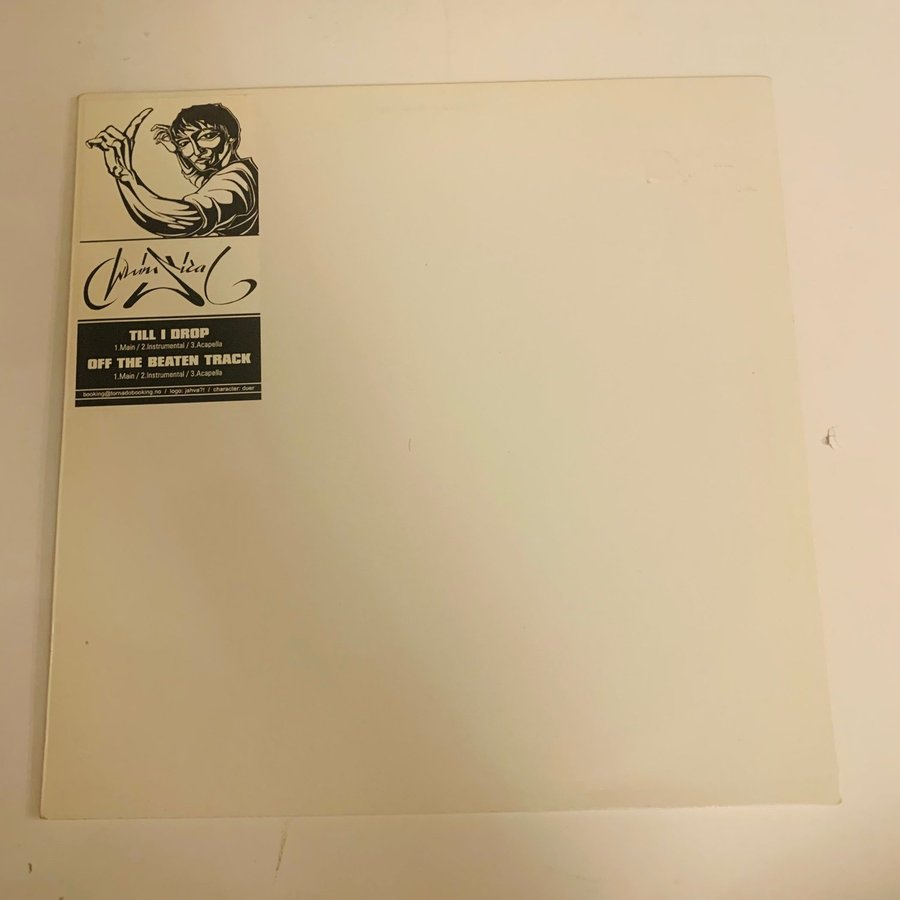 TILL I DROP
1.Main / 2.Instrumental / 3.Acapella
OFF THE BEATEN TRACK
1.Main / 2.Instrumental / 3.Acapella
booking@tornadobooking.no / logo: jahva?! / character: duer